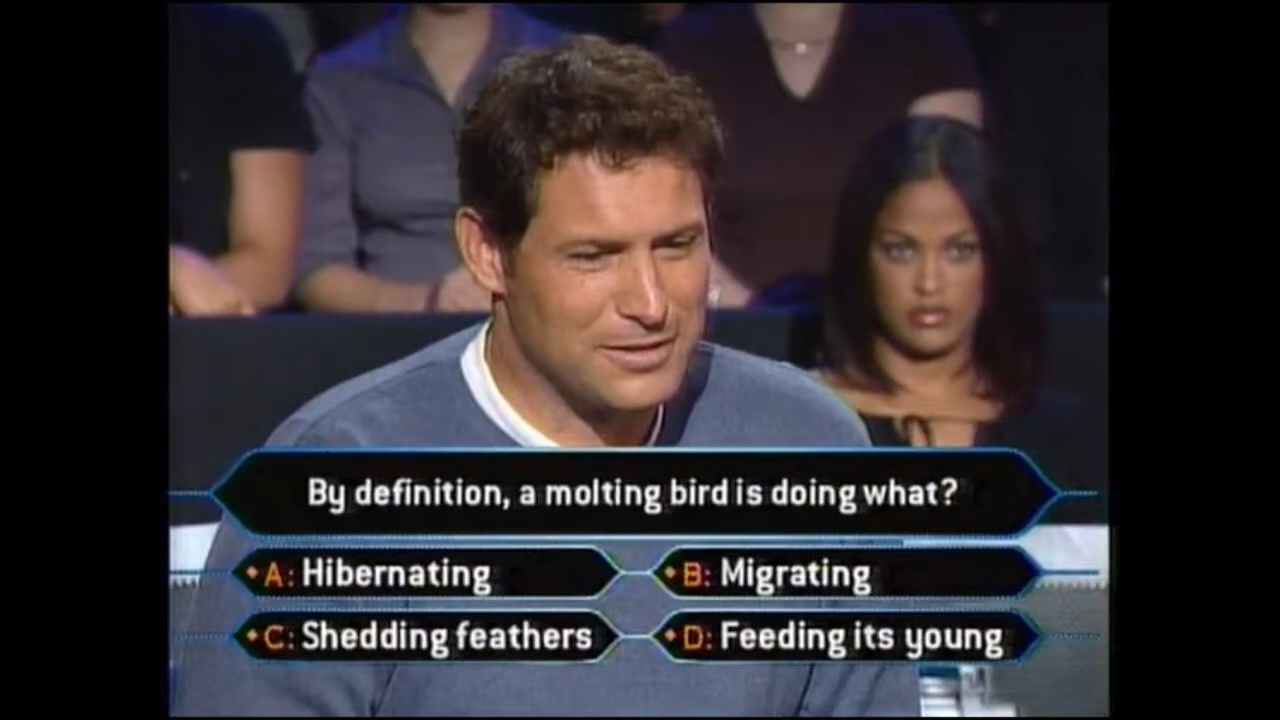 By definition, a molting bird is doing what?
A: Hibernating
B: Migrating
C: Shedding feathers
D: Feeding its young